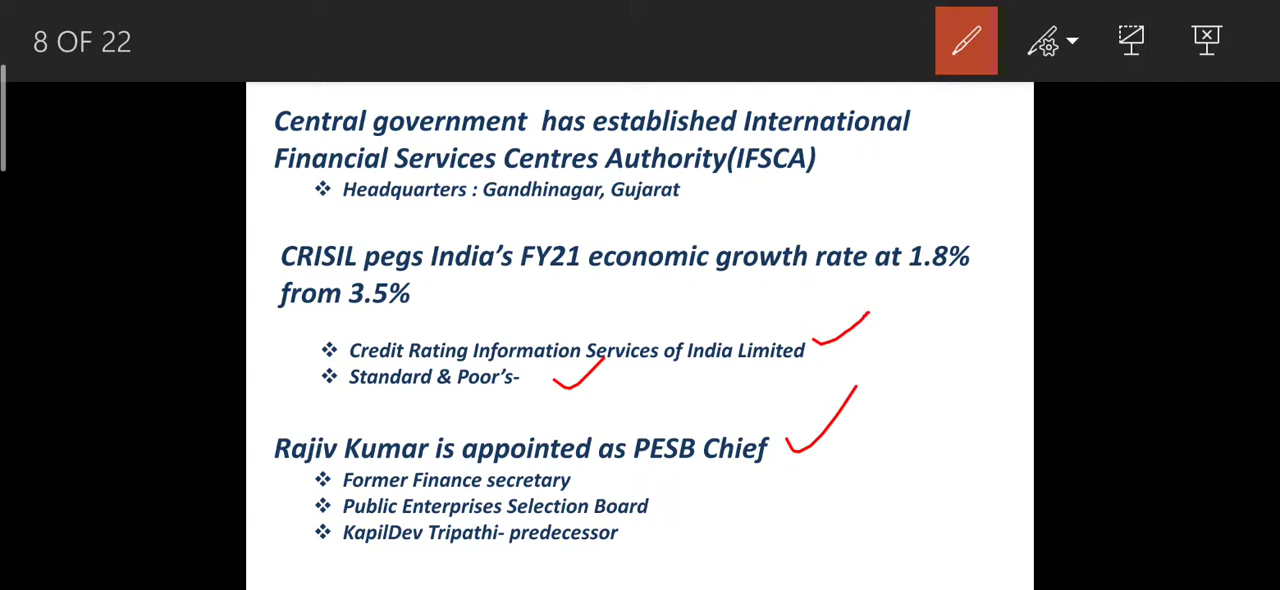 8 OF 22
Central government has established International
Financial Services Centres Authority(IFSCA)
❖ Headquarters : Gandhinagar, Gujarat
CRISIL pegs India’s FY21 economic growth rate at 1.8%
from 3.5%
❖ Credit Rating Information Services of India Limited
❖ Standard & Poor’s-
Rajiv Kumar is appointed as PESB Chief
❖ Former Finance secretary
❖ Public Enterprises Selection Board
❖ KapilDev Tripathi- predecessor